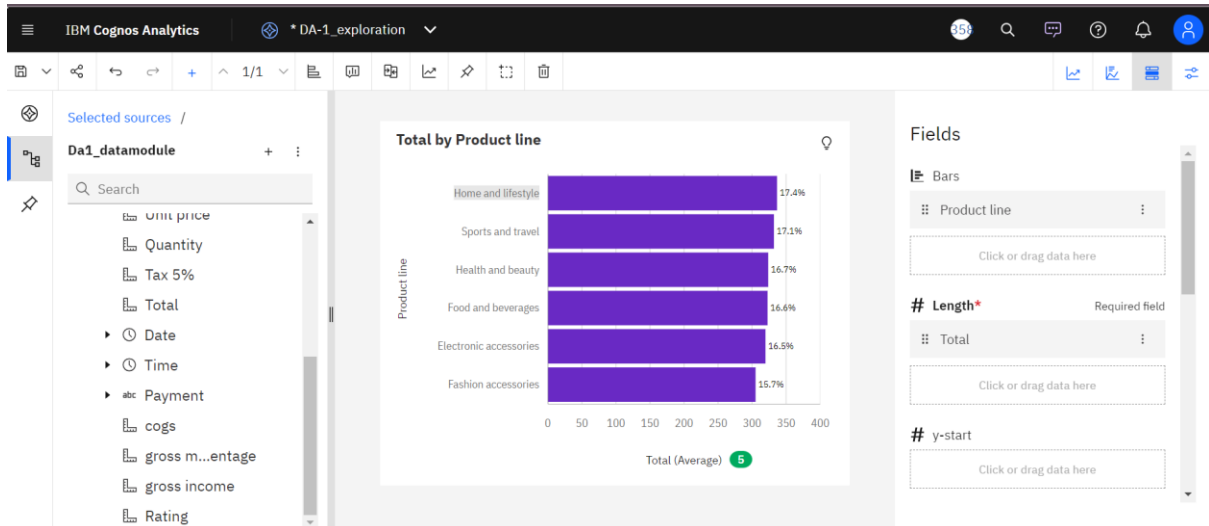 IBM Cognos Analytics
* DA-1_exploration
358
1/1
Selected sources /
Da1_datamodule
Search
Unit price
Quantity
Tax 5%
Total
Date
Time
abc Payment
cogs
gross m...entage
gross income
Rating
Total by Product line
Product line
Home and lifestyle 17.4%
Sports and travel 17.1%
Health and beauty 16.7%
Food and beverages 16.6%
Electronic accessories 16.5%
Fashion accessories 15.7%
0 50 100 150 200 250 300 350 400
Total (Average) 5
Fields
Bars
Product line
Click or drag data here
# Length* Required field
Total
Click or drag data here
# y-start
Click or drag data here